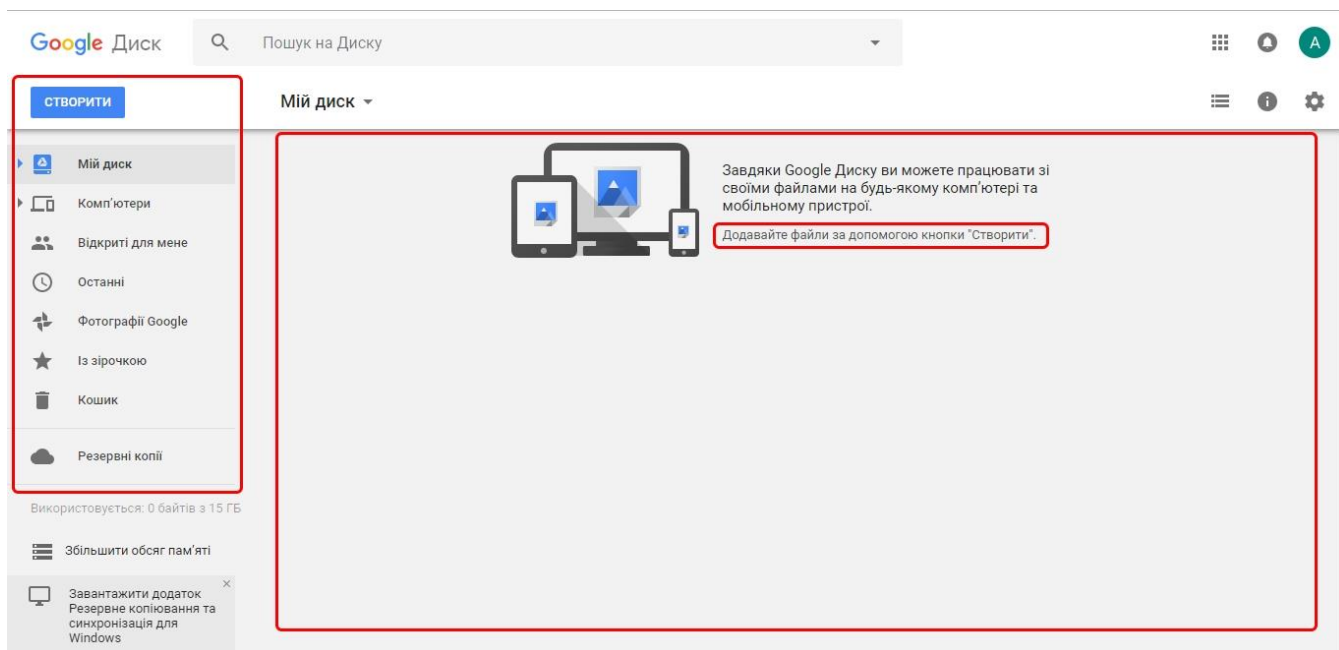 Google Диск
Пошук на Диску
A
СТВОРИТИ
Мій диск
Мій диск
Комп'ютери
Відкриті для мене
Останні
Фотографії Google
Із зірочкою
Кошик
Резервні копії
Використовується: 0 байтів з 15 ГБ
Збільшити обсяг пам'яті
Завантажити додаток
Резервне копіювання та
синхронізація для
Windows
Завдяки Google Диску ви можете працювати зі
своїми файлами на будь-якому комп'ютері та
мобільному пристрої.
Додавайте файли за допомогою кнопки "Створити".